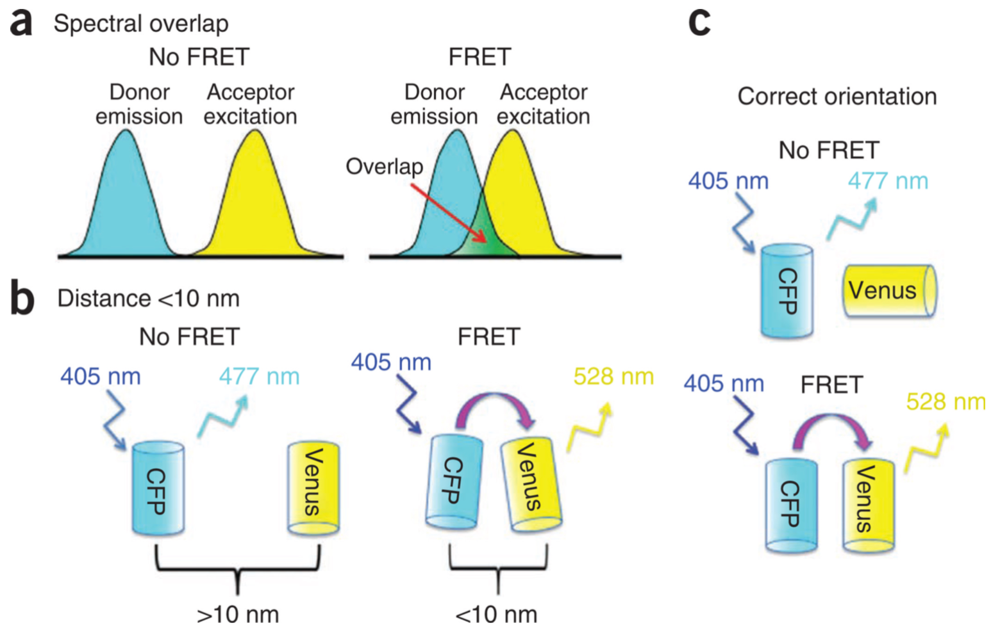 a Spectral overlap
No FRET
Donor
emission
Acceptor
excitation
FRET
Donor
emission
Acceptor
excitation
Overlap
b Distance <10 nm
No FRET
405 nm
477 nm
CFP
Venus
>10 nm
FRET
405 nm
528 nm
CFP
Venus
<10 nm
c
Correct orientation
No FRET
405 nm
477 nm
CFP
Venus
FRET
405 nm
528 nm
CFP
Venus